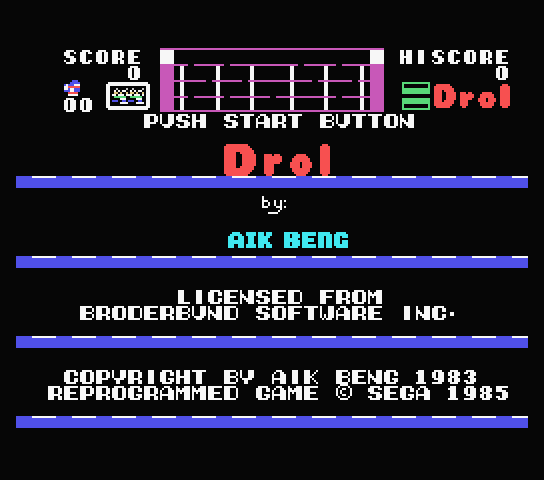 SCORE
0
00
HISCORE
0
Drol
PUSH START BUTTON
Drol
by:
AIK BENG
LICENSED FROM
BRODERBUND SOFTWARE INC.
COPYRIGHT BY AIK BENG 1983
REPROGRAMMED GAME © SEGA 1985